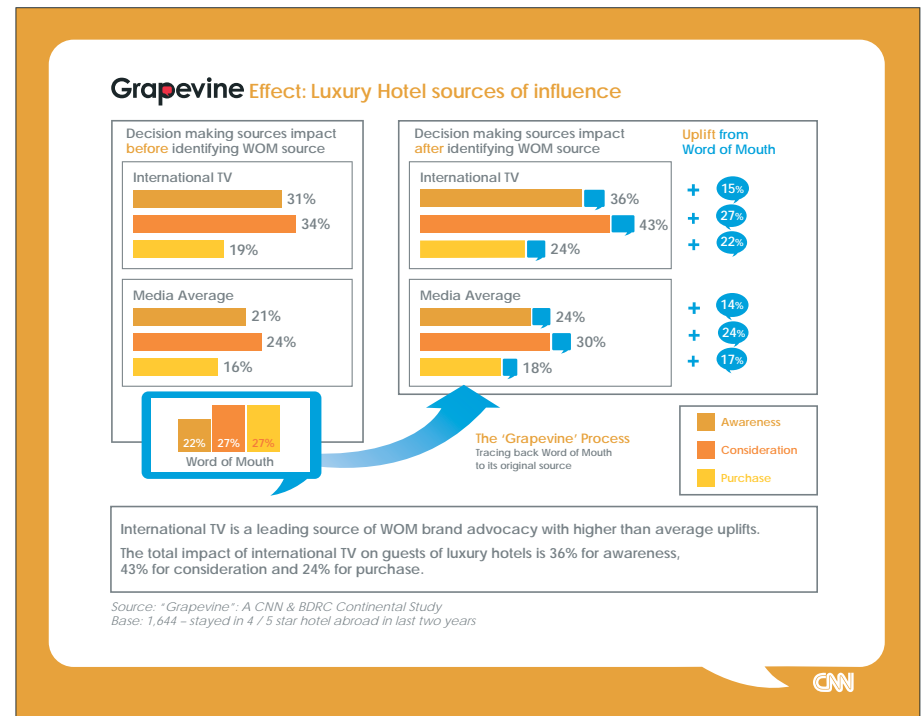 Grapevine Effect: Luxury Hotel sources of influence
Decision making sources impact
before identifying WOM source
International TV
31%
34%
19%
Media Average
21%
24%
16%
22% 27% 27%
Word of Mouth
Decision making sources impact
after identifying WOM source
International TV
36%
43%
24%
Media Average
24%
30%
18%
Uplift from
Word of Mouth
+ 15%
+ 27%
+ 22%
+ 14%
+ 24%
+ 17%
The 'Grapevine' Process
Tracing back Word of Mouth
to its original source
Awareness
Consideration
Purchase
International TV is a leading source of WOM brand advocacy with higher than average uplifts.
The total impact of international TV on guests of luxury hotels is 36% for awareness,
43% for consideration and 24% for purchase.
Source: "Grapevine": A CNN & BDRC Continental Study
Base: 1,644 – stayed in 4 / 5 star hotel abroad in last two years
CNN